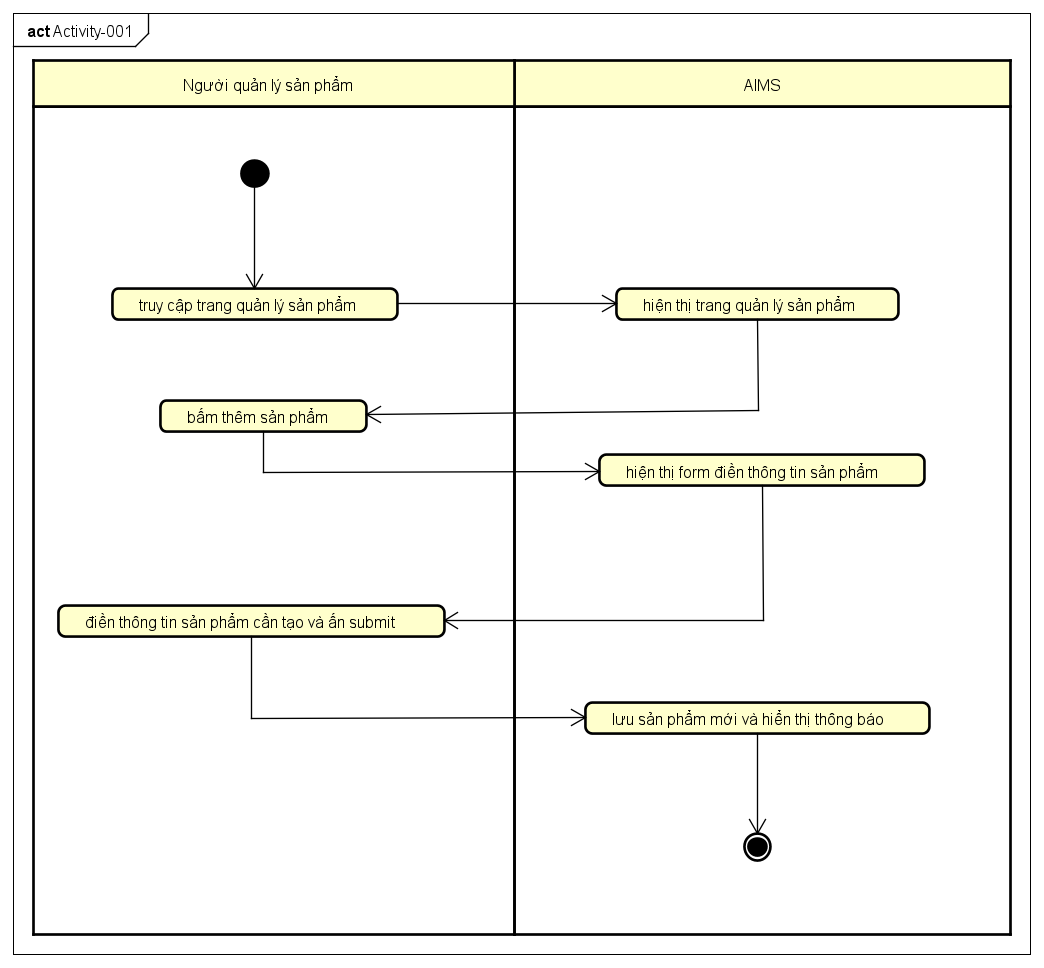 act Activity-001
Người quản lý sản phẩm
AIMS
truy cập trang quản lý sản phẩm
hiện thị trang quản lý sản phẩm
bấm thêm sản phẩm
hiện thị form điền thông tin sản phẩm
điền thông tin sản phẩm cần tạo và ấn submit
lưu sản phẩm mới và hiển thị thông báo